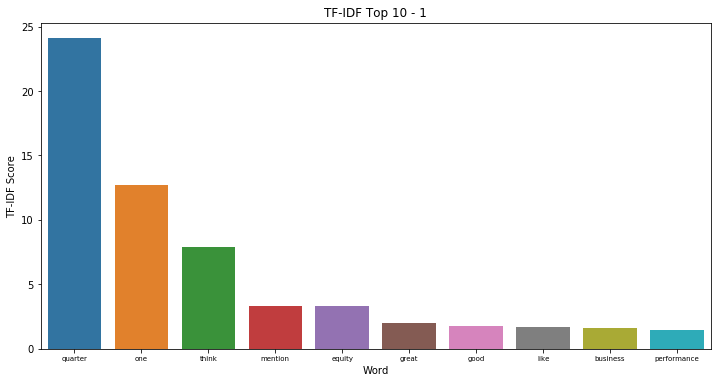 TF-IDF Top 10 - 1
TF-IDF Score
25
20
15
10
5
0
quarter one think mention equity great good like business performance
Word